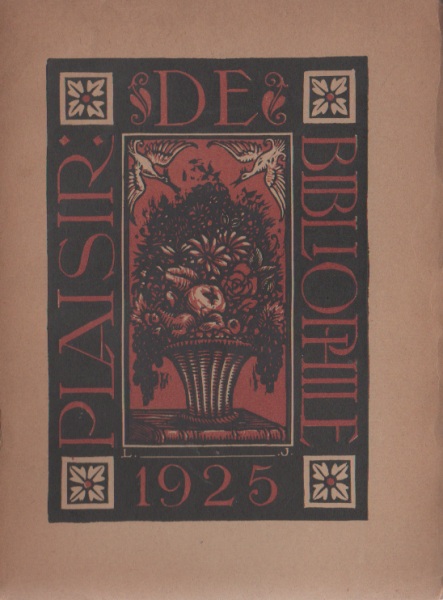 PLAISIR:
DE
BIBLIOPHILE
L. J.
1925